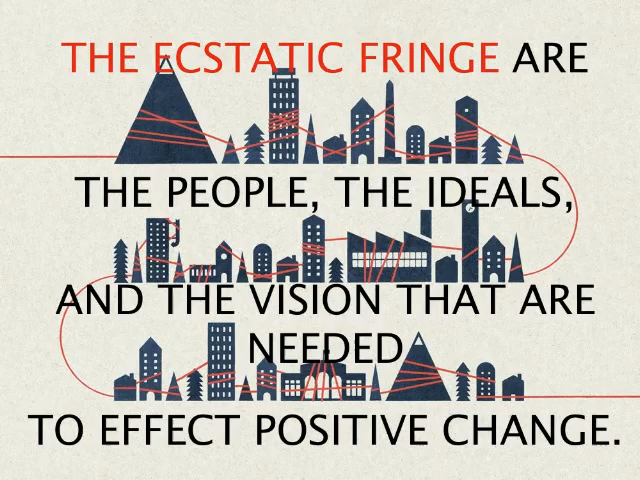 THE ECSTATIC FRINGE ARE
THE PEOPLE, THE IDEALS,
AND THE VISION THAT ARE
NEEDED
TO EFFECT POSITIVE CHANGE.